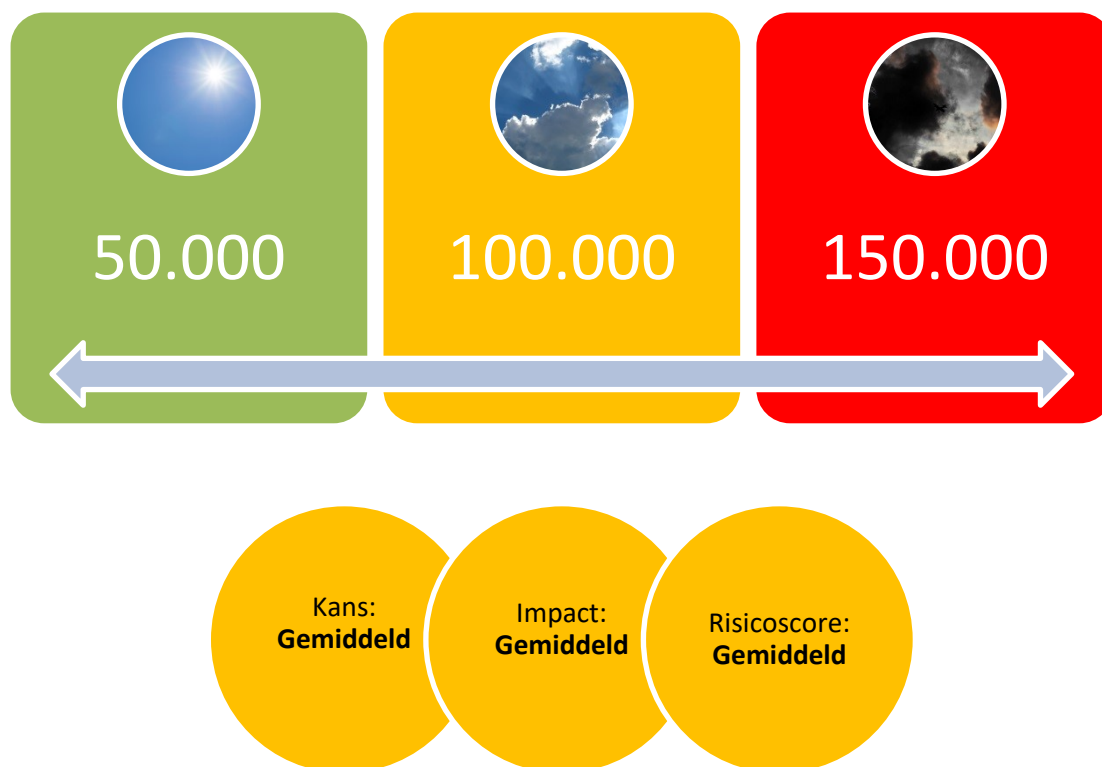 50.000
100.000
150.000
Kans:
Gemiddeld
Impact:
Gemiddeld
Risicoscore:
Gemiddeld